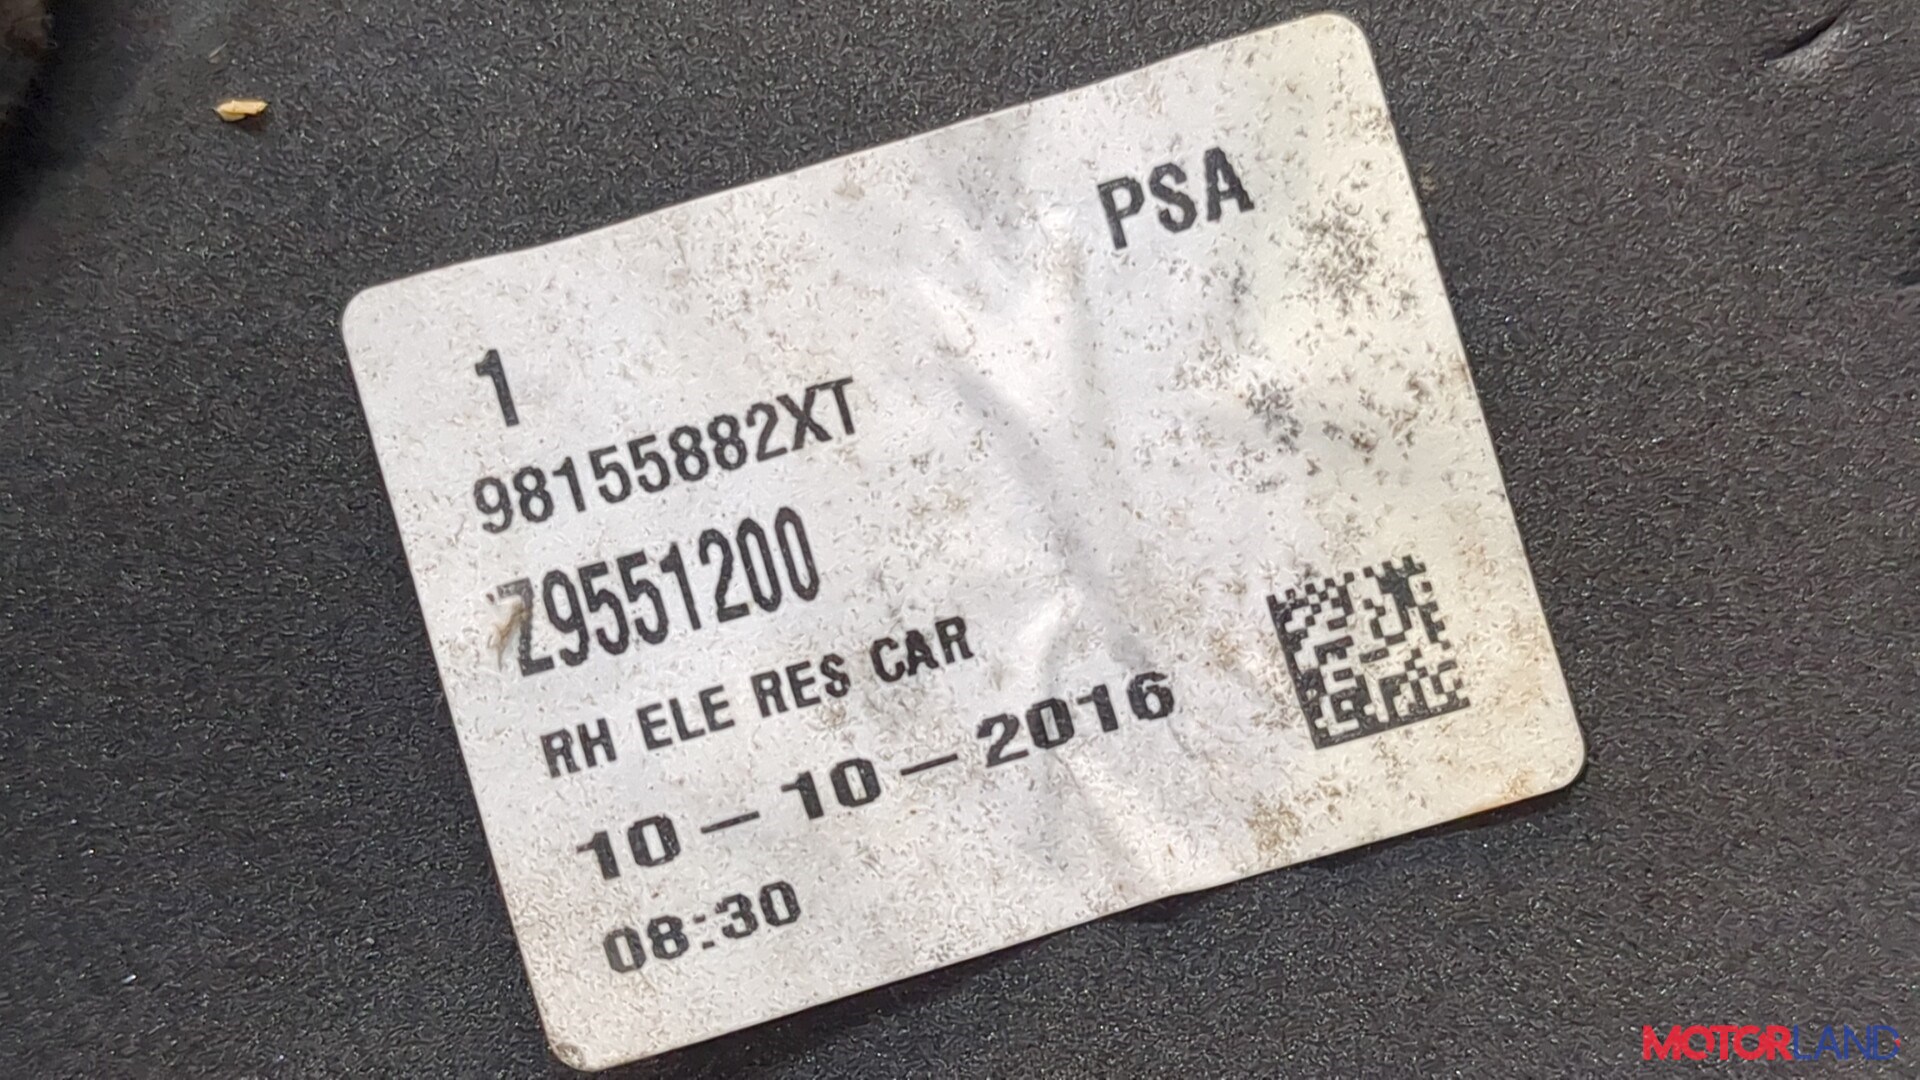 PSA
1
98155882XT
Z9551200
RH ELE RES CAR
10-10-2016
08:30
MOTORLAND